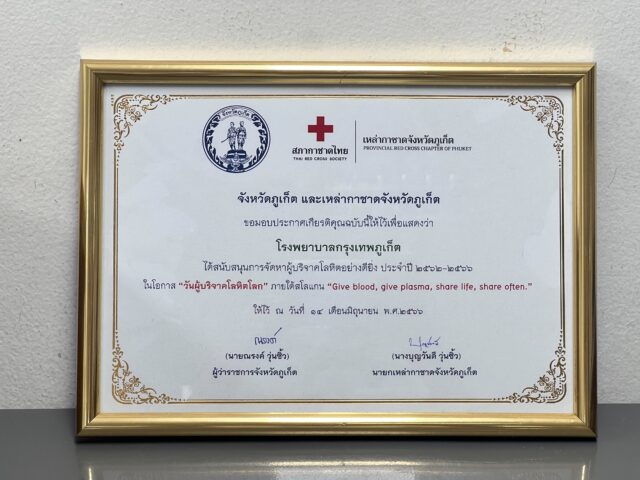 จังหวัดภูเก็ต
สภากาชาดไทย
THAI RED CROSS SOCIETY
เหล่ากาชาดจังหวัดภูเก็ต
PROVINCIAL RED CROSS CHAPTER OF PHUKET
จังหวัดภูเก็ต และเหล่ากาชาดจังหวัดภูเก็ต
ขอมอบประกาศเกียรติคุณฉบับนี้ให้ไว้เพื่อแสดงว่า
โรงพยาบาลกรุงเทพภูเก็ต
ได้สนับสนุนการจัดหาผู้บริจาคโลหิตอย่างดียิ่ง ประจำปี ๒๕๖๒-๒๕๖๖
ในโอกาส “วันผู้บริจาคโลหิตโลก” ภายใต้สโลแกน “Give blood, give plasma, share life, share often.”
ให้ไว้ ณ วันที่ ๑๔ เดือนมิถุนายน พ.ศ.๒๕๖๖
ณรงค์
(นายณรงค์ วุ่นซิ้ว)
ผู้ว่าราชการจังหวัดภูเก็ต
(นางบุญวันดี วุ่นซิ้ว)
นายกเหล่ากาชาดจังหวัดภูเก็ต